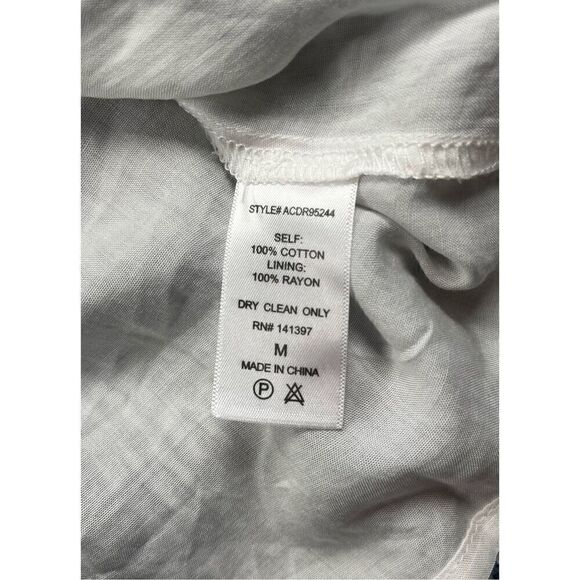 STYLE# ACDR95244
SELF:
100% COTTON
LINING:
100% RAYON
DRY CLEAN ONLY
RN# 141397
M
MADE IN CHINA
P